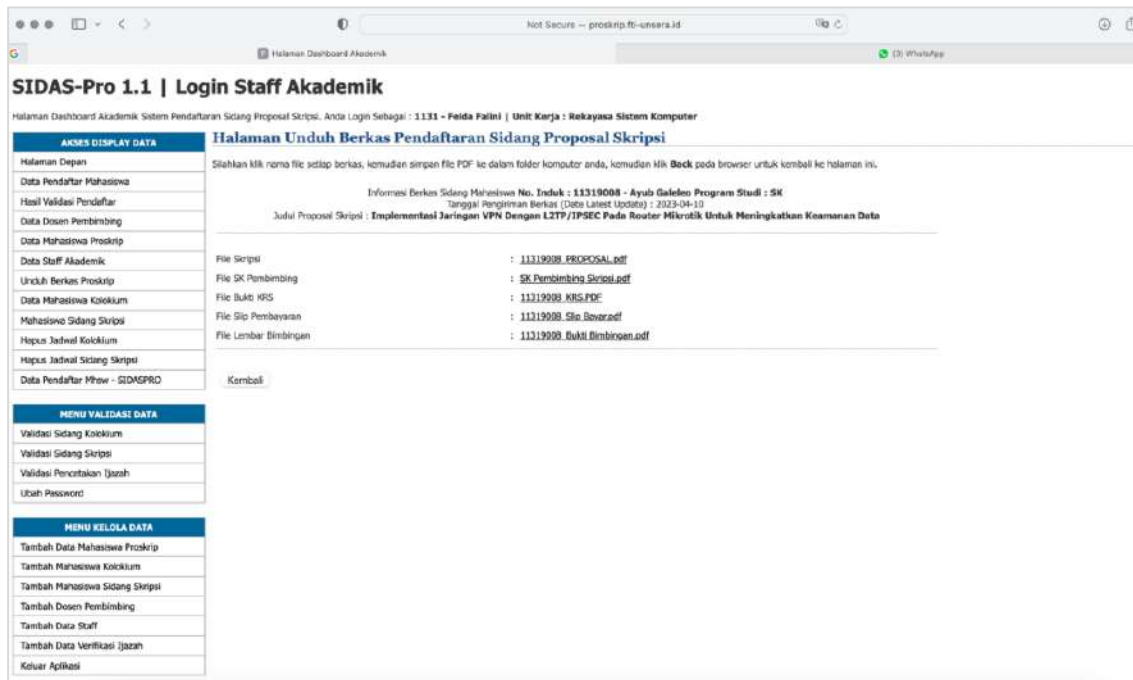 Not Secure — proskrip.fti-unsera.id
Halaman Dashboard Akademik
(3) WhatsApp
SIDAS-Pro 1.1 | Login Staff Akademik
Halaman Dashboard Akademik Sistem Pendaftaran Sidang Proposal Skripsi. Anda Login Sebagai : 1131 - Felda Falini | Unit Kerja : Rekayasa Sistem Komputer
AKSES DISPLAY DATA
Halaman Depan
Data Pendaftar Mahasiswa
Hasil Validasi Pendaftar
Data Dosen Pembimbing
Data Mahasiswa Proskrip
Data Staff Akademik
Unduh Berkas Proskrip
Data Mahasiswa Kolokium
Mahasiswa Sidang Skripsi
Hapus Jadwal Kolokium
Hapus Jadwal Sidang Skripsi
Data Pendaftar Mhsw - SIDASPRO
MENU VALIDASI DATA
Validasi Sidang Kolokium
Validasi Sidang Skripsi
Validasi Pencetakan Ijazah
Ubah Password
MENU KELOLA DATA
Tambah Data Mahasiswa Proskrip
Tambah Mahasiswa Kolokium
Tambah Mahasiswa Sidang Skripsi
Tambah Dosen Pembimbing
Tambah Data Staff
Tambah Data Verifikasi Ijazah
Keluar Aplikasi
Halaman Unduh Berkas Pendaftaran Sidang Proposal Skripsi
Silahkan klik nama file setiap berkas, kemudian simpan file PDF ke dalam folder komputer anda, kemudian klik Back pada browser untuk kembali ke halaman ini.
Informasi Berkas Sidang Mahasiswa No. Induk : 11319008 - Ayub Galeleo Program Studi : SK
Tanggal Pengiriman Berkas (Date Latest Update) : 2023-04-10
Judul Proposal Skripsi : Implementasi Jaringan VPN Dengan L2TP/IPSEC Pada Router Mikrotik Untuk Meningkatkan Keamanan Data
File Skripsi : 11319008_PROPOSAL.pdf
File SK Pembimbing : SK Pembimbing Skripsi.pdf
File Bukti KRS : 11319008_KRS.PDF
File Slip Pembayaran : 11319008_Slip Bayar.pdf
File Lembar Bimbingan : 11319008_Bukti Bimbingan.pdf
Kembali